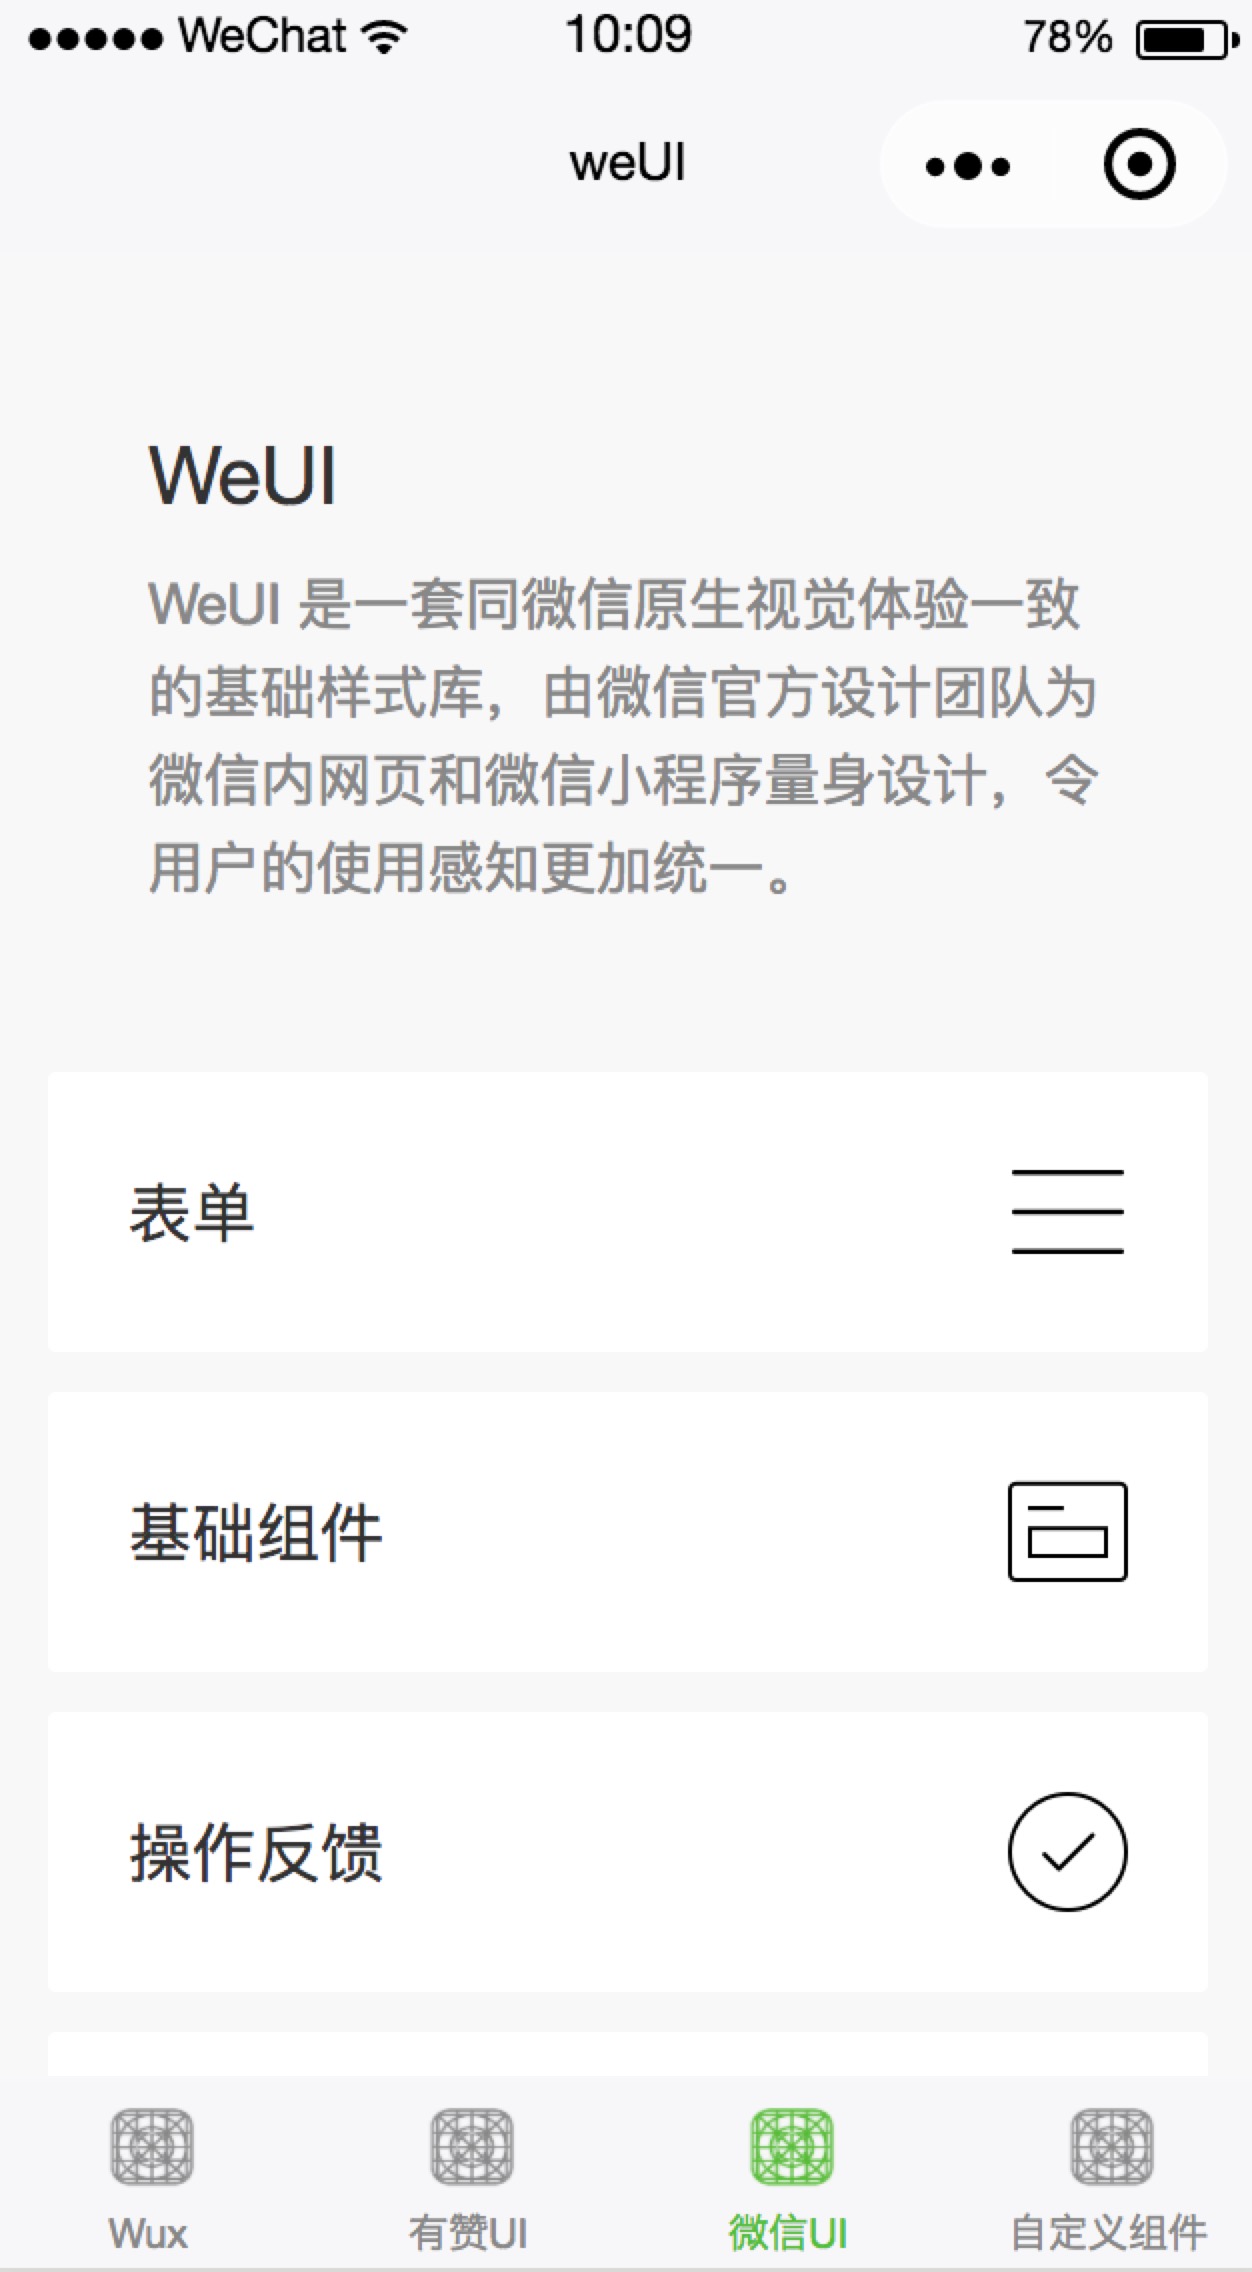 WeChat 10:09 78%
weUI
WeUI
WeUI 是一套同微信原生视觉体验一致
的基础样式库，由微信官方设计团队为
微信内网页和微信小程序量身设计，令
用户的使用感知更加统一。
表单
基础组件
操作反馈
Wux 有赞UI 微信UI 自定义组件